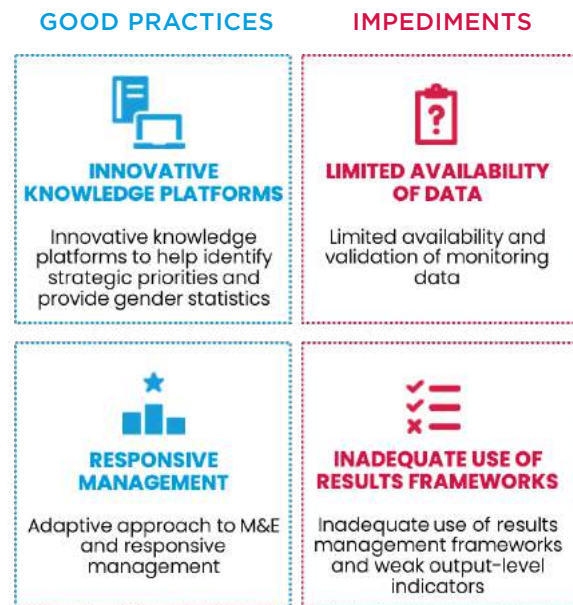 GOOD PRACTICES
IMPEDIMENTS
INNOVATIVE
KNOWLEDGE PLATFORMS
Innovative knowledge
platforms to help identify
strategic priorities and
provide gender statistics
?
LIMITED AVAILABILITY
OF DATA
Limited availability and
validation of monitoring
data
RESPONSIVE
MANAGEMENT
Adaptive approach to M&E
and responsive
management
INADEQUATE USE OF
RESULTS FRAMEWORKS
Inadequate use of results
management frameworks
and weak output-level
indicators